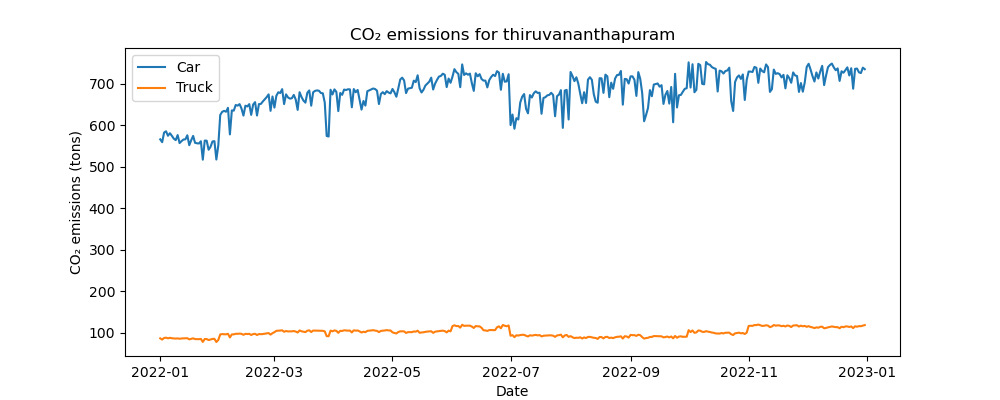 CO₂ emissions for thiruvananthapuram
Car
Truck
CO₂ emissions (tons)
700
600
500
400
300
200
100
2022-01 2022-03 2022-05 2022-07 2022-09 2022-11 2023-01
Date